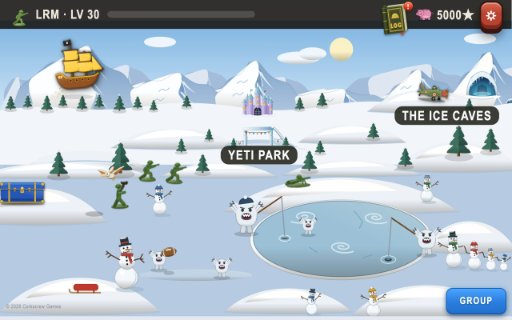 LRM - LV 30
LOG
5000★
THE ICE CAVES
YETI PARK
GROUP